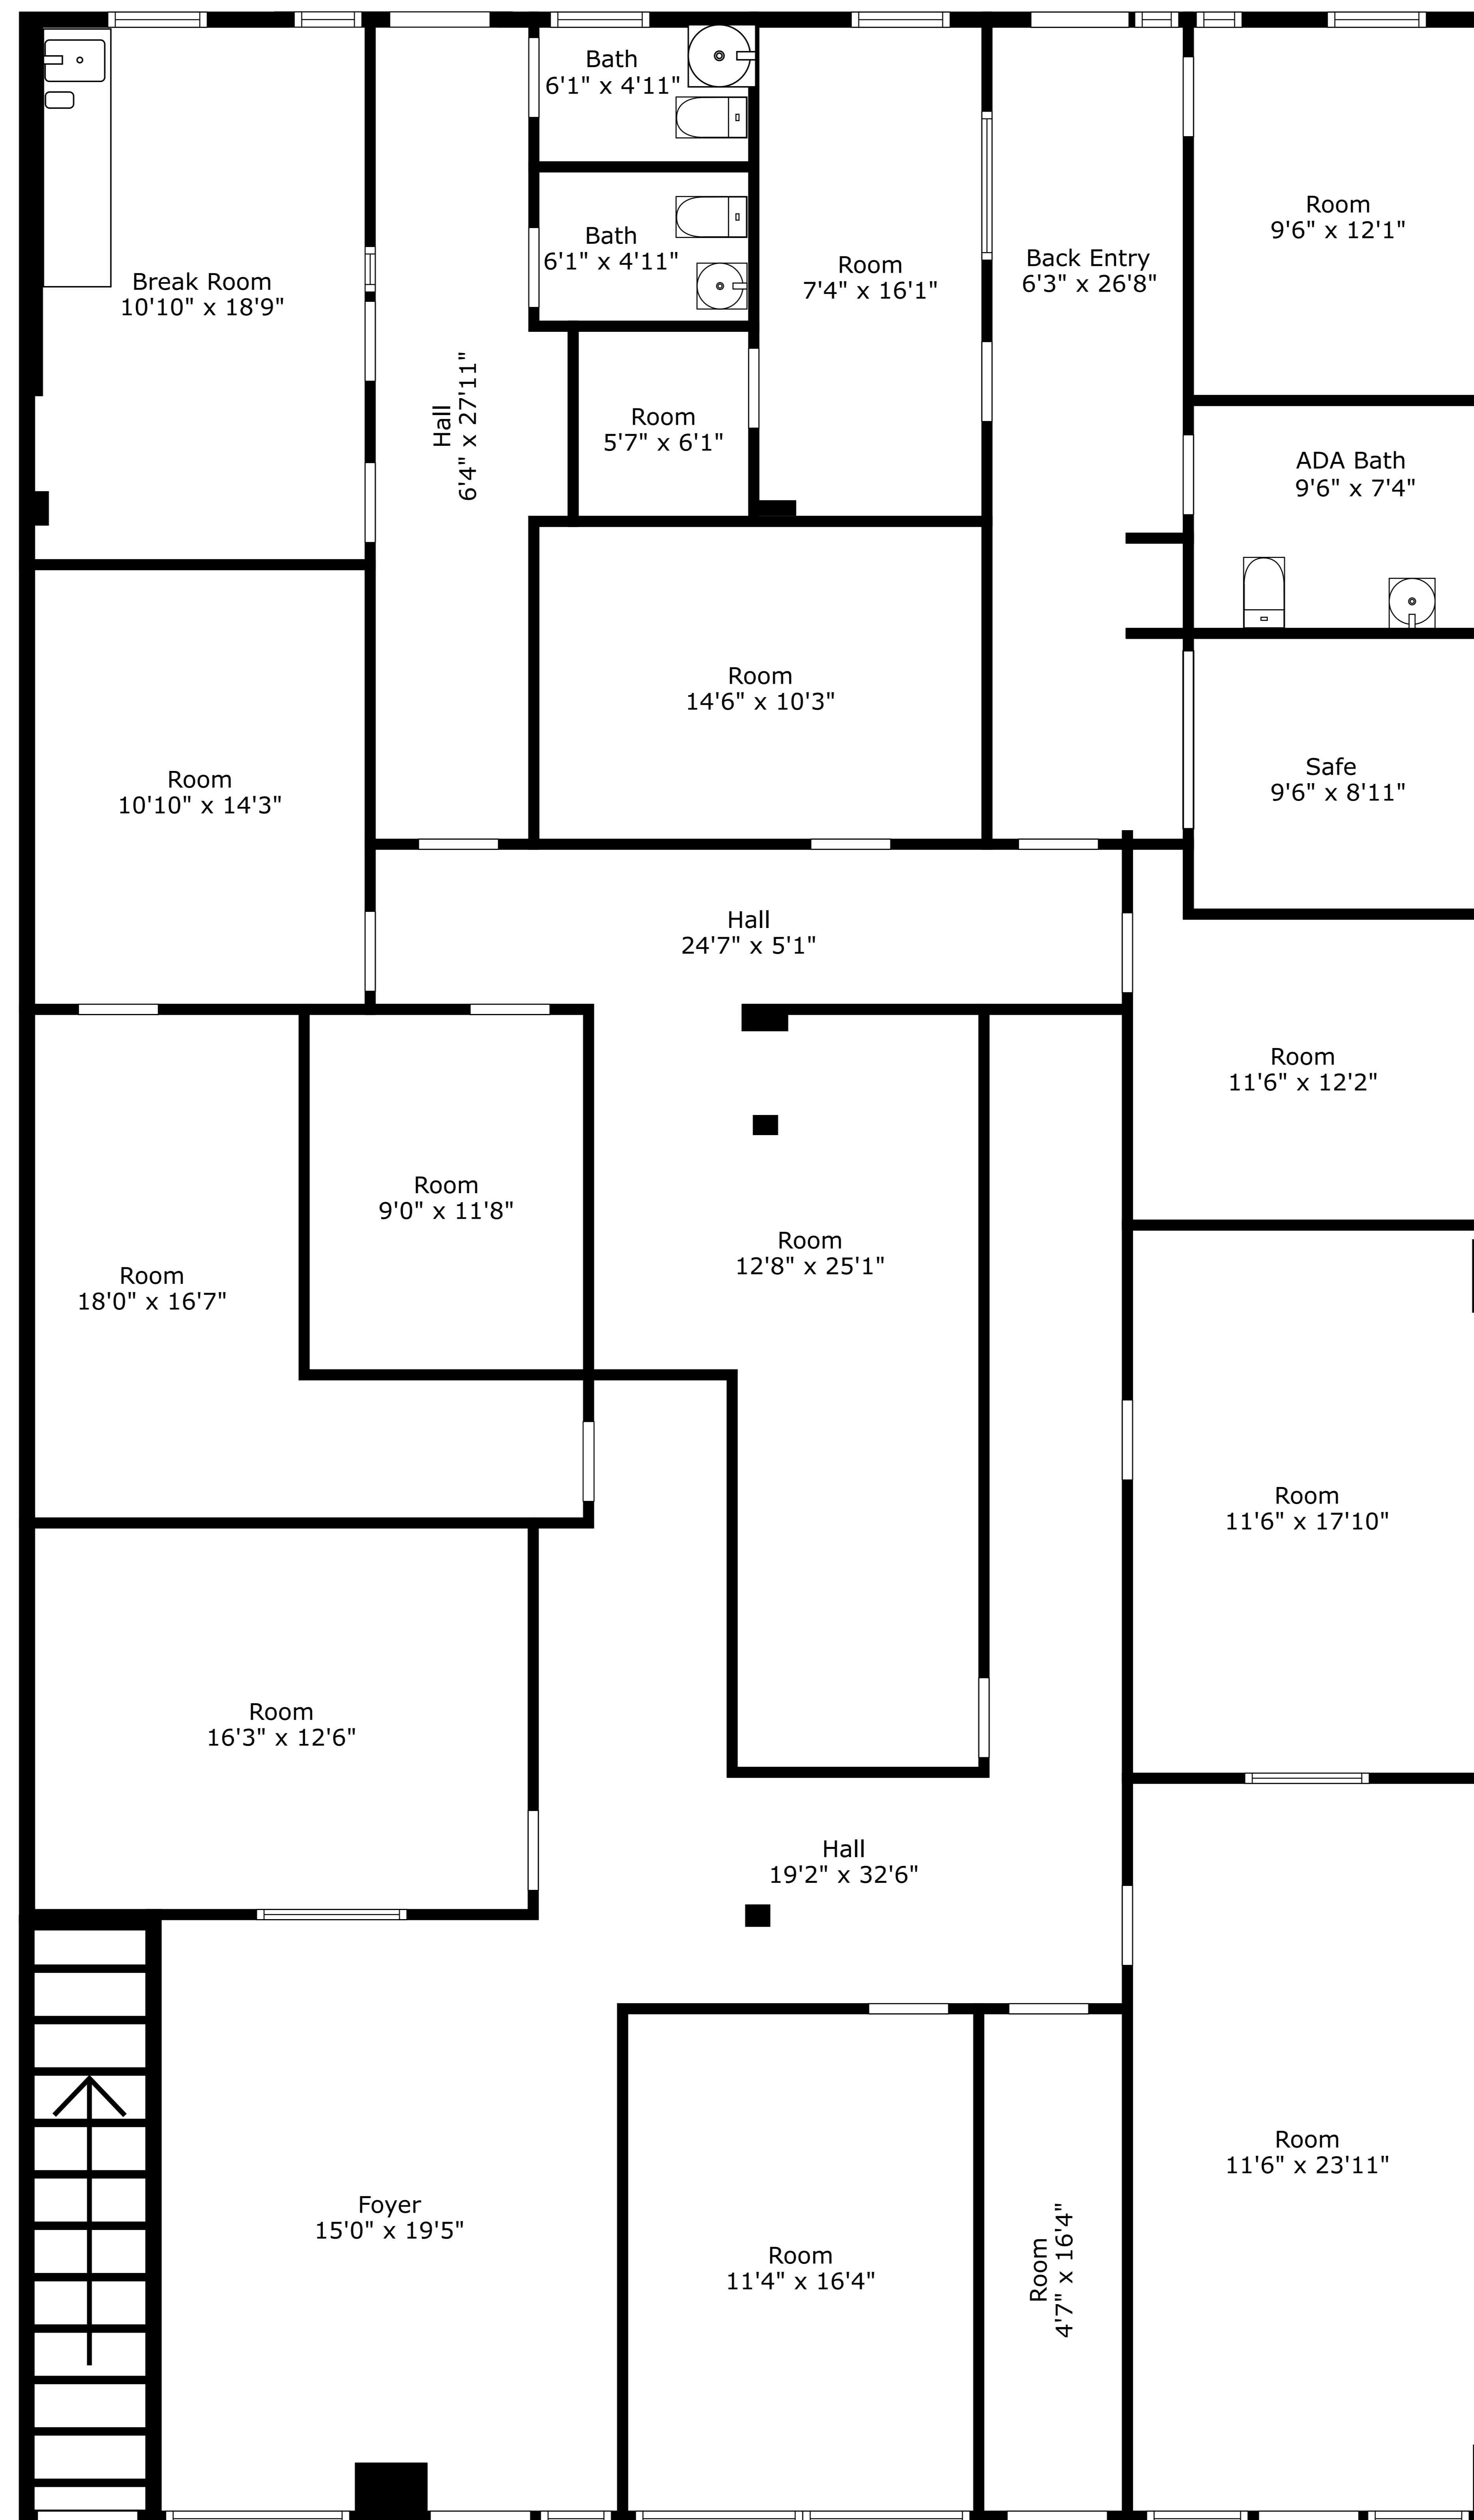 Bath
6'1" x 4'11"
Room
9'6" x 12'1"
Bath
6'1" x 4'11"
Room
7'4" x 16'1"
Back Entry
6'3" x 26'8"
Break Room
10'10" x 18'9"
Hall
6'4" x 27'11"
Room
5'7" x 6'1"
ADA Bath
9'6" x 7'4"
Room
14'6" x 10'3"
Room
10'10" x 14'3"
Safe
9'6" x 8'11"
Hall
24'7" x 5'1"
Room
11'6" x 12'2"
Room
9'0" x 11'8"
Room
12'8" x 25'1"
Room
18'0" x 16'7"
Room
11'6" x 17'10"
Room
16'3" x 12'6"
Hall
19'2" x 32'6"
Room
11'6" x 23'11"
Foyer
15'0" x 19'5"
Room
11'4" x 16'4"
Room
4'7" x 16'4"